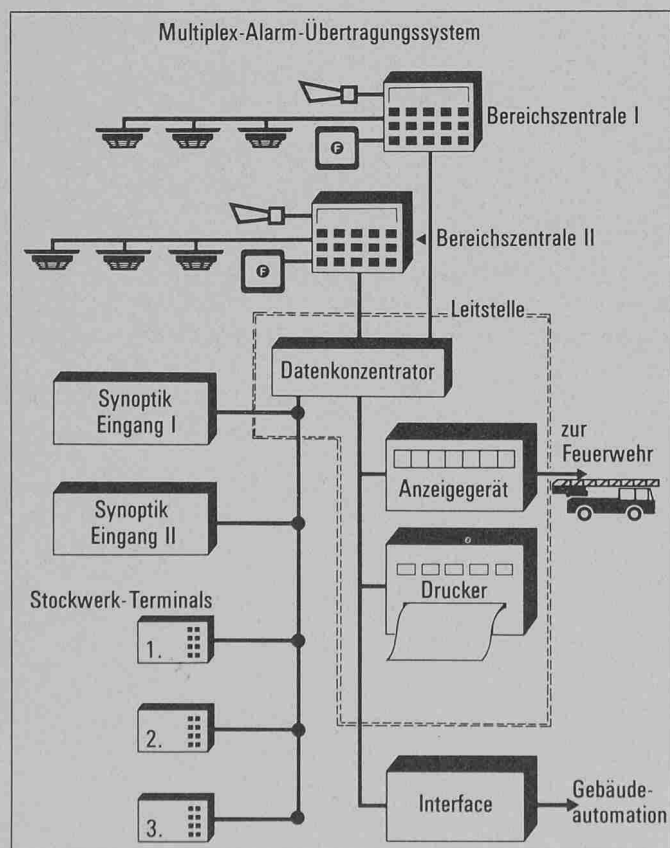 Multiplex-Alarm-Übertragungssystem
Bereichszentrale I
F
Bereichszentrale II
F
Leitstelle
Datenkonzentrator
Synoptik
Eingang I
zur
Feuerwehr
Anzeigegerät
Synoptik
Eingang II
Drucker
Stockwerk-Terminals
1.
2.
3.
Interface
Gebäude-
automation